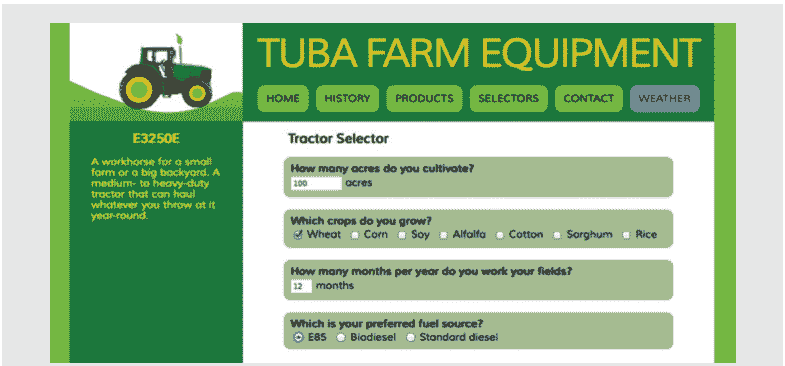 TUBA FARM EQUIPMENT
HOME HISTORY PRODUCTS SELECTORS CONTACT WEATHER
E3250E
A workhorse for a small
farm or a big backyard. A
medium- to heavy-duty
tractor that can haul
whatever you throw at it
year-round.
Tractor Selector
How many acres do you cultivate?
100 acres
Which crops do you grow?
Wheat Corn Soy Alfalfa Cotton Sorghum Rice
How many months per year do you work your fields?
12 months
Which is your preferred fuel source?
E85 Biodiesel Standard diesel